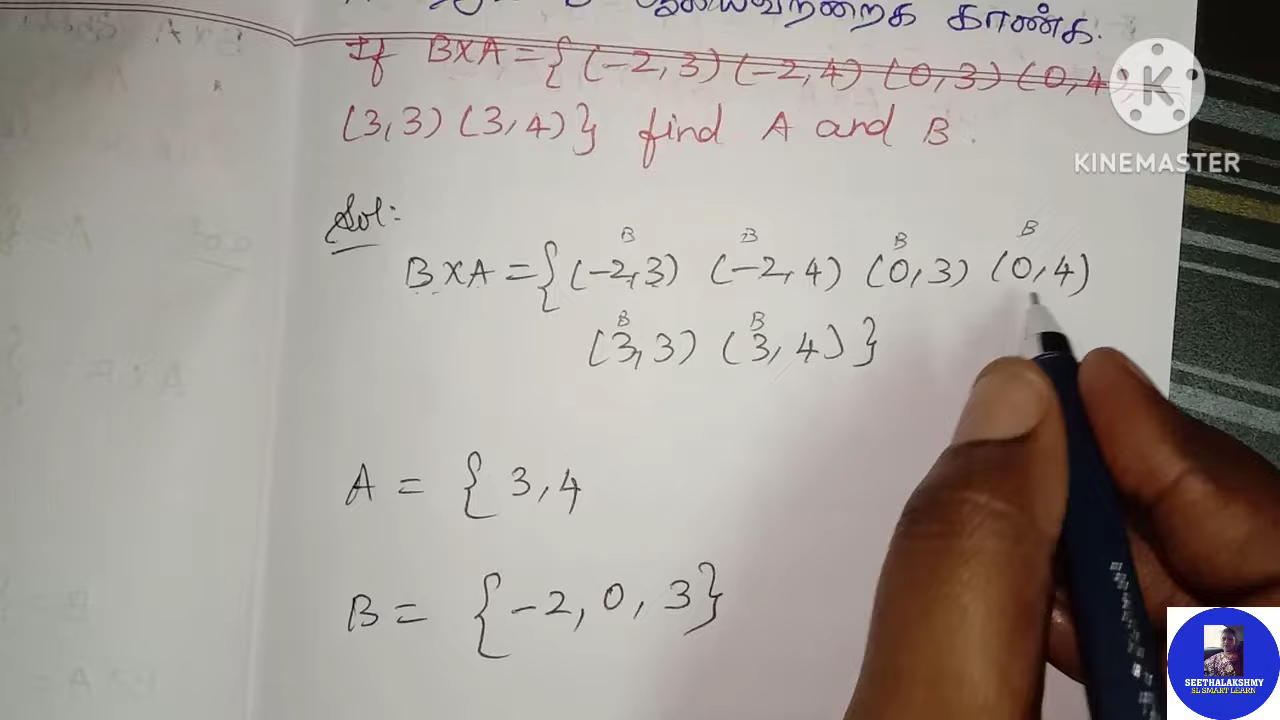 காண்க.
If BXA={(-2,3)(-2,4)(0,3)(0,4)
(3,3)(3,4)} find A and B.
KINEMASTER
Sol:
B B B B
BXA={(-2,3) (-2,4) (0,3) (0,4)
B B
(3,3) (3,4)}
A = { 3,4
B = {-2, 0, 3}
SEETHALAKSHMY
SL SMART LEARN